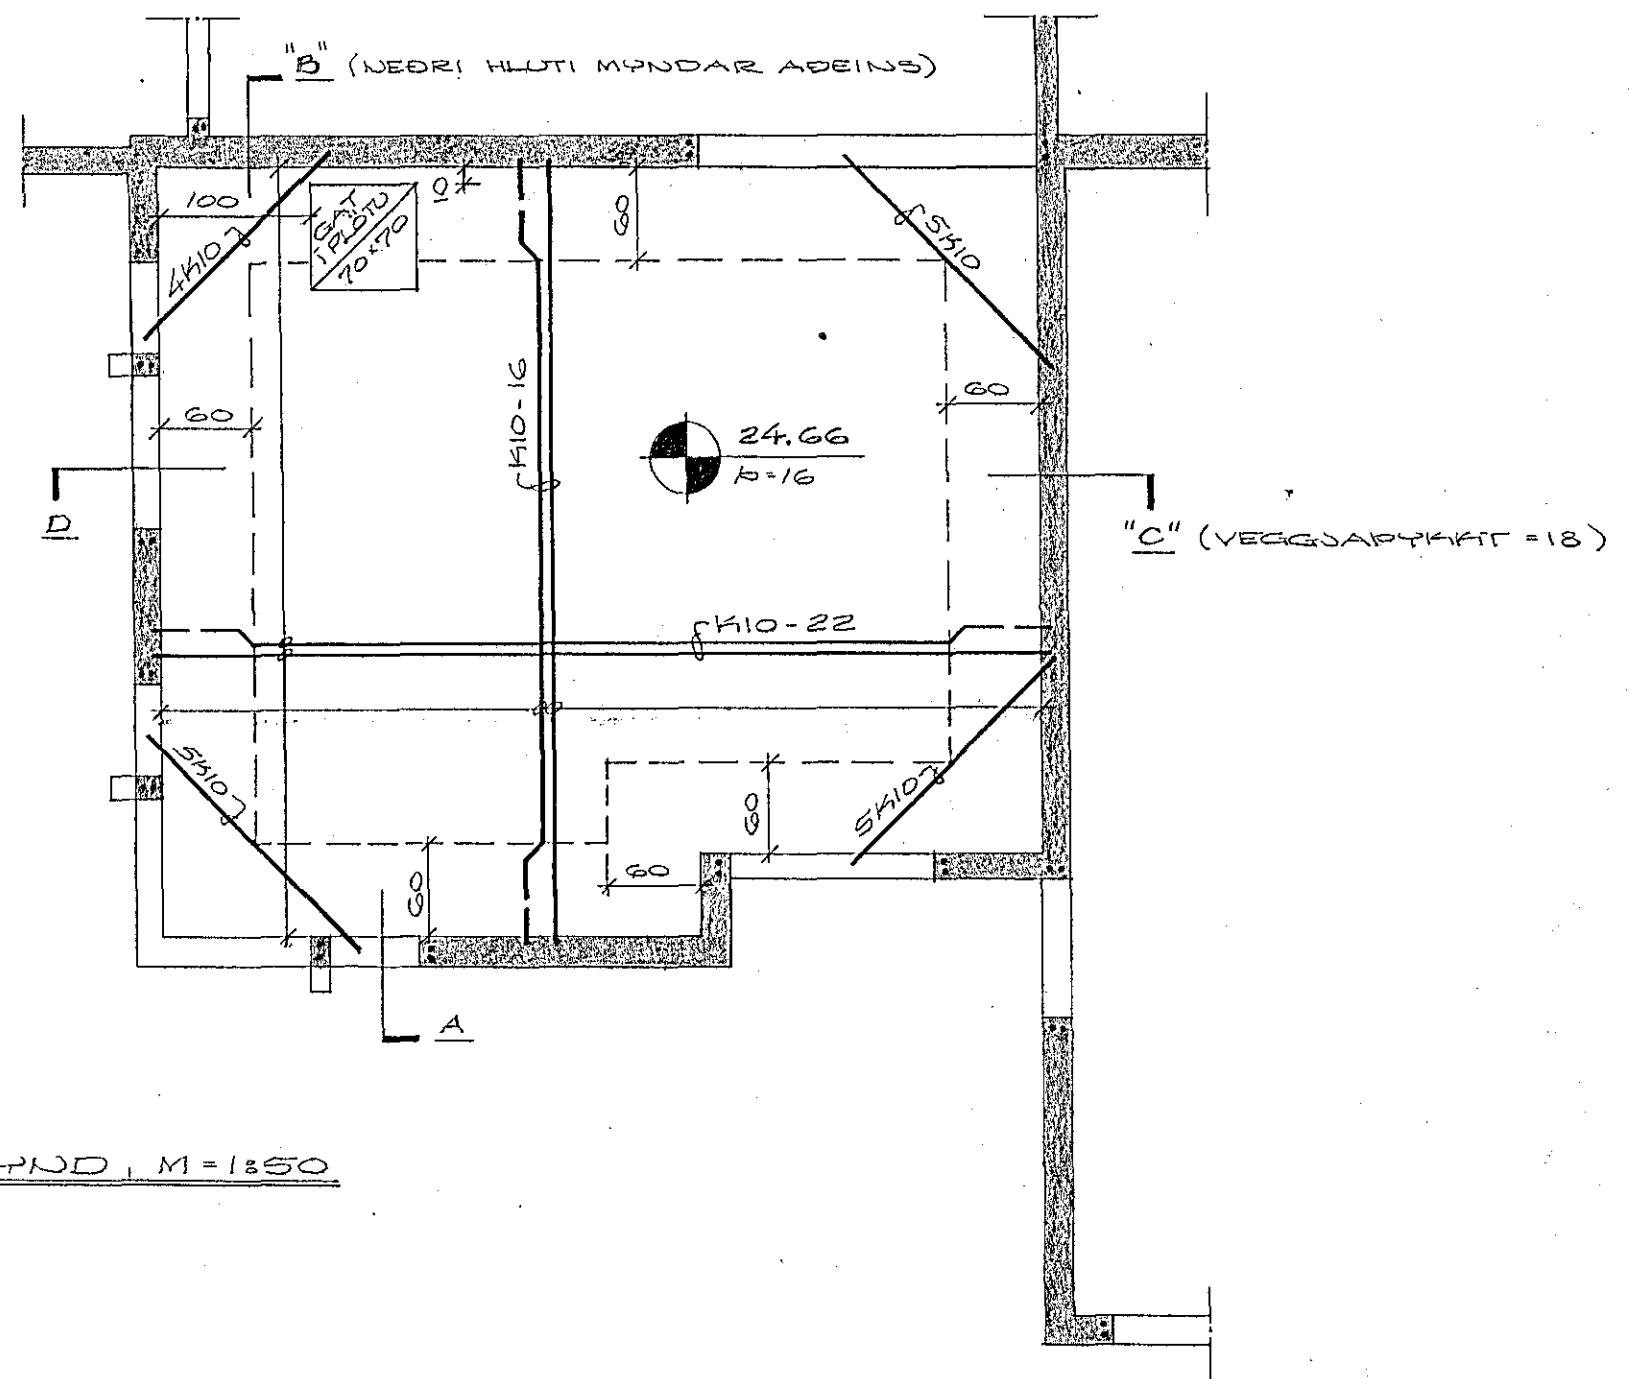 "B" (NEÐRI HLUTI MYNDAR AÐEINS)
100
10
60
GAT
Í PLÖTU
70×70
4K10
5K10
K10-16
60
60
24.66
Þ=16
D
"C" (VEGGJAÞYKKT =18)
K10-22
5K10
60
5K10
60
60
A
YND, M=1:50